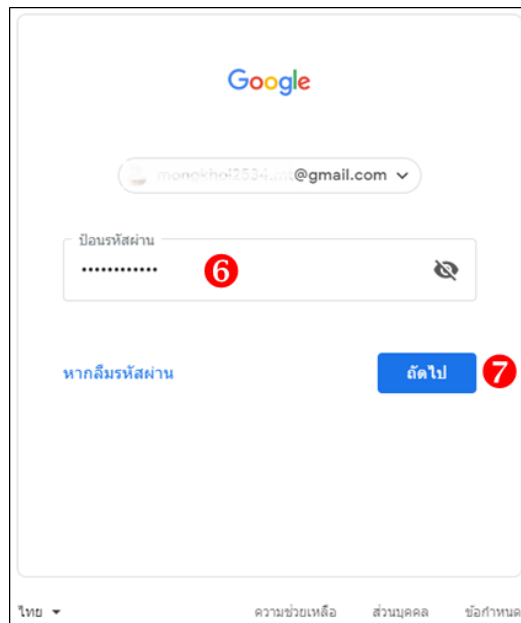 Google
@gmail.com
ป้อนรหัสผ่าน
••••••••••••
6
หากลืมรหัสผ่าน
ถัดไป
7
ไทย
ความช่วยเหลือ ส่วนบุคคล ข้อกำหนด